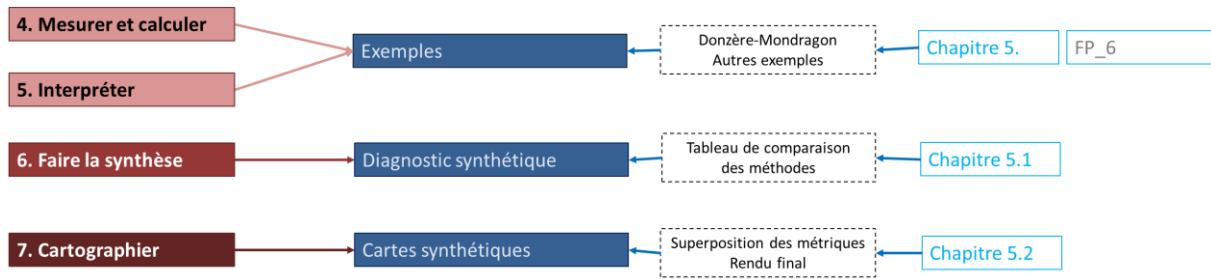 4. Mesurer et calculer
Exemples
Donzère-Mondragon
Autres exemples
Chapitre 5.
FP_6
5. Interpréter
6. Faire la synthèse
Diagnostic synthétique
Tableau de comparaison
des méthodes
Chapitre 5.1
7. Cartographier
Cartes synthétiques
Superposition des métriques
Rendu final
Chapitre 5.2